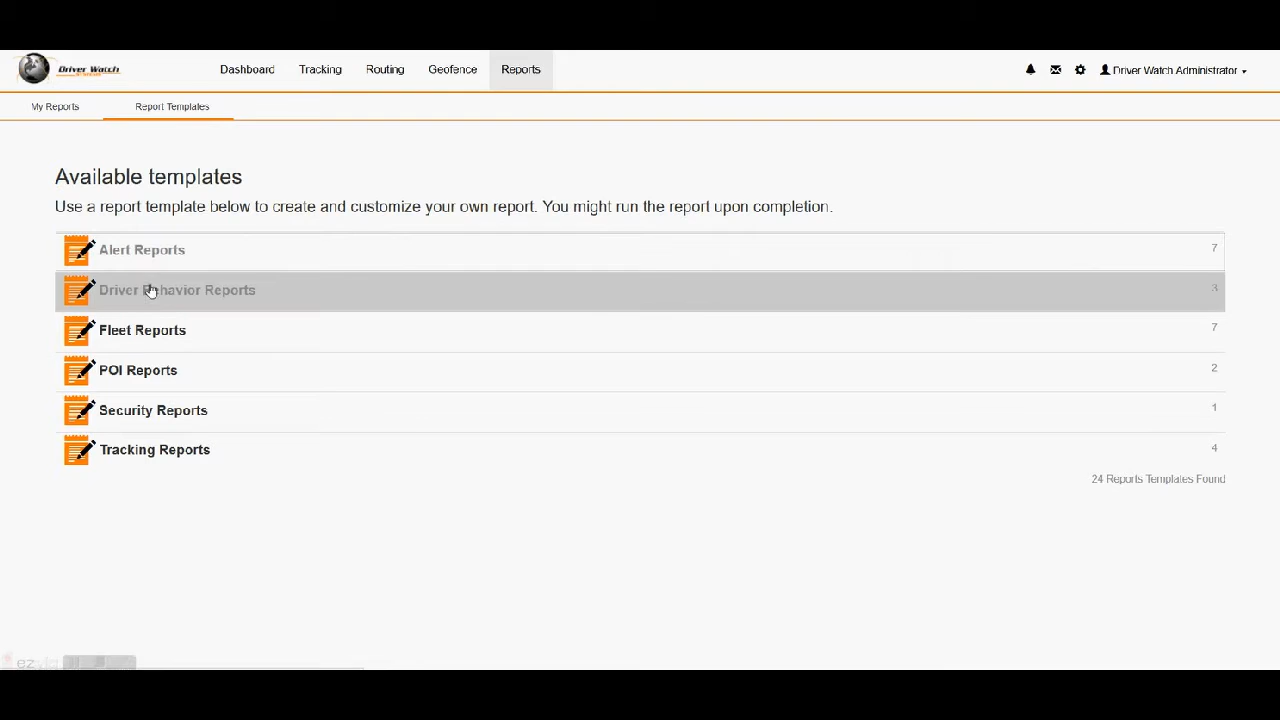 Driver Watch
Dashboard
Tracking
Routing
Geofence
Reports
Driver Watch Administrator
My Reports
Report Templates
Available templates
Use a report template below to create and customize your own report. You might run the report upon completion.
Alert Reports 7
Driver Behavior Reports 3
Fleet Reports 7
POI Reports 2
Security Reports 1
Tracking Reports 4
24 Reports Templates Found